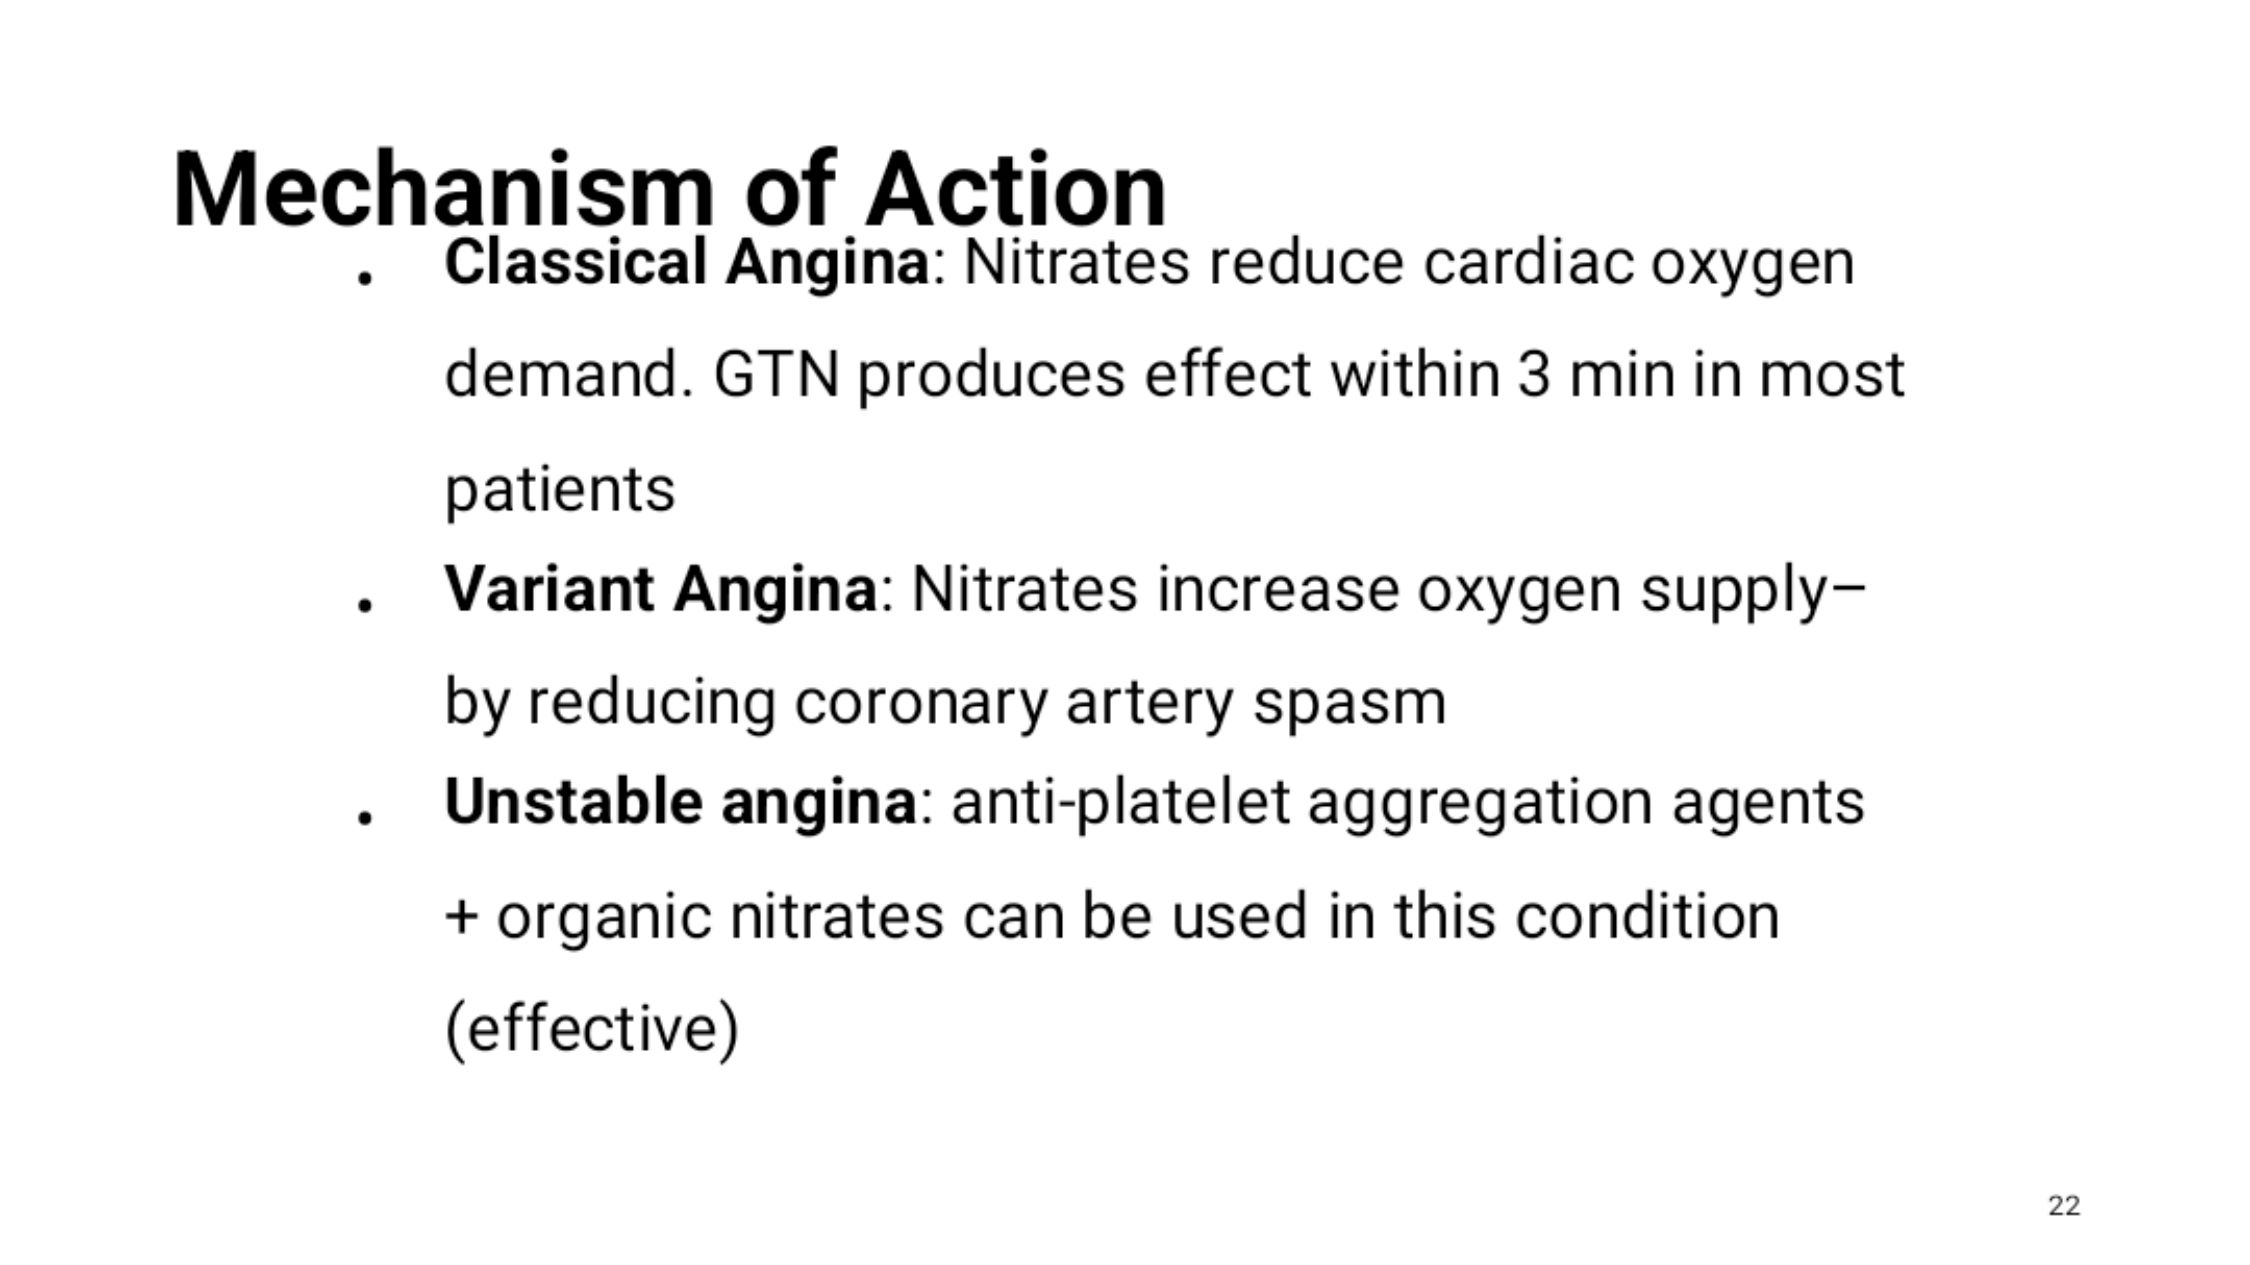 Mechanism of Action
. Classical Angina: Nitrates reduce cardiac oxygen
demand. GTN produces effect within 3 min in most
patients
. Variant Angina: Nitrates increase oxygen supply–
by reducing coronary artery spasm
. Unstable angina: anti-platelet aggregation agents
+ organic nitrates can be used in this condition
(effective)
22